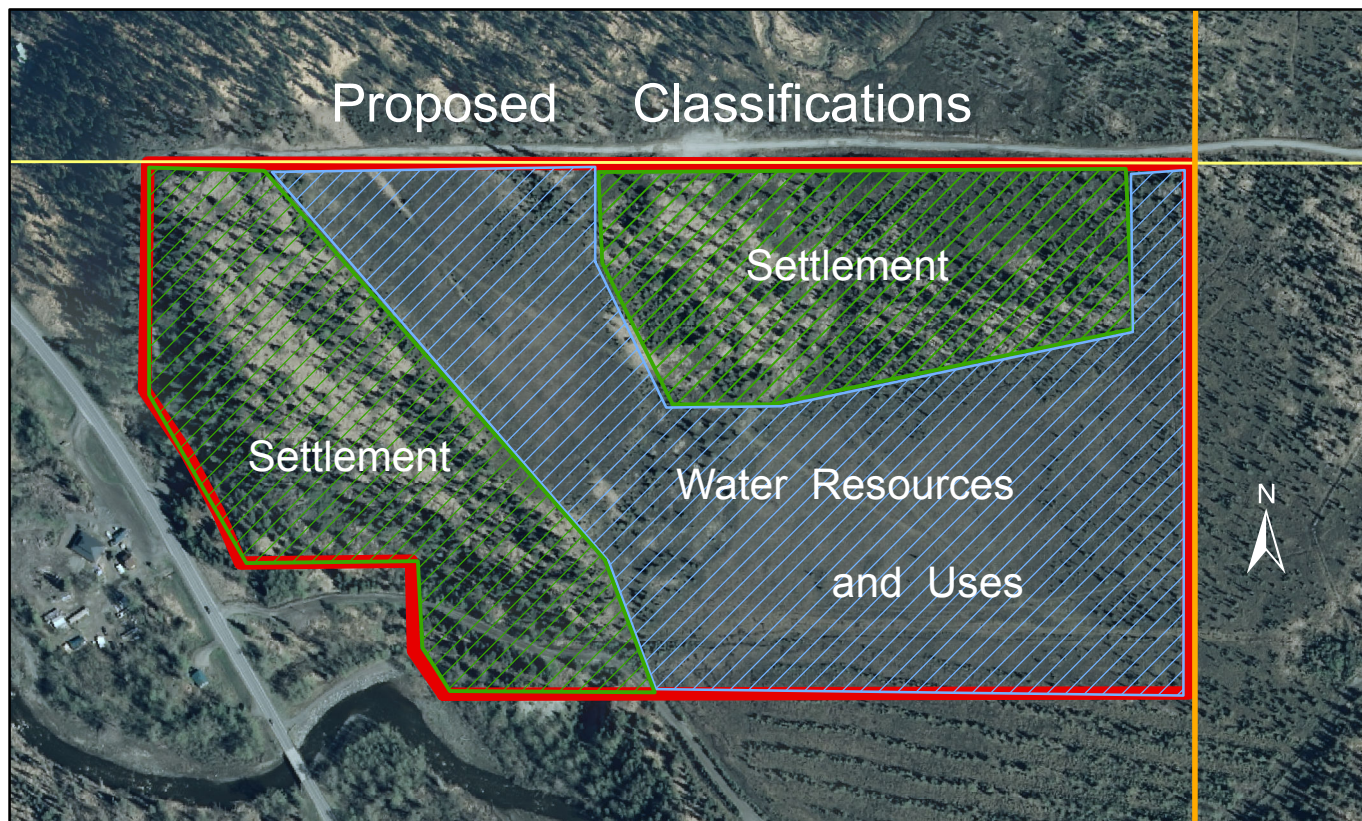 Proposed Classifications
Settlement
Settlement
Water Resources
and Uses
N